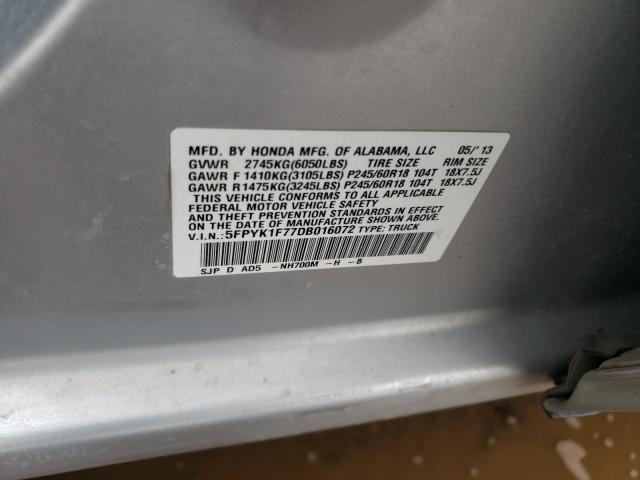 MFD. BY HONDA MFG. OF ALABAMA, LLC 05/'13
GVWR 2745KG(6050LBS) TIRE SIZE RIM SIZE
GAWR F 1410KG(3105LBS) P245/60R18 104T 18X7.5J
GAWR R 1475KG(3245LBS) P245/60R18 104T 18X7.5J
THIS VEHICLE CONFORMS TO ALL APPLICABLE
FEDERAL MOTOR VEHICLE SAFETY
AND THEFT PREVENTION STANDARDS IN EFFECT
ON THE DATE OF MANUFACTURE SHOWN ABOVE.
V.I.N.: 5FPYK1F77DB016072 TYPE: TRUCK
SJP D AD5 -NH700M -H -B